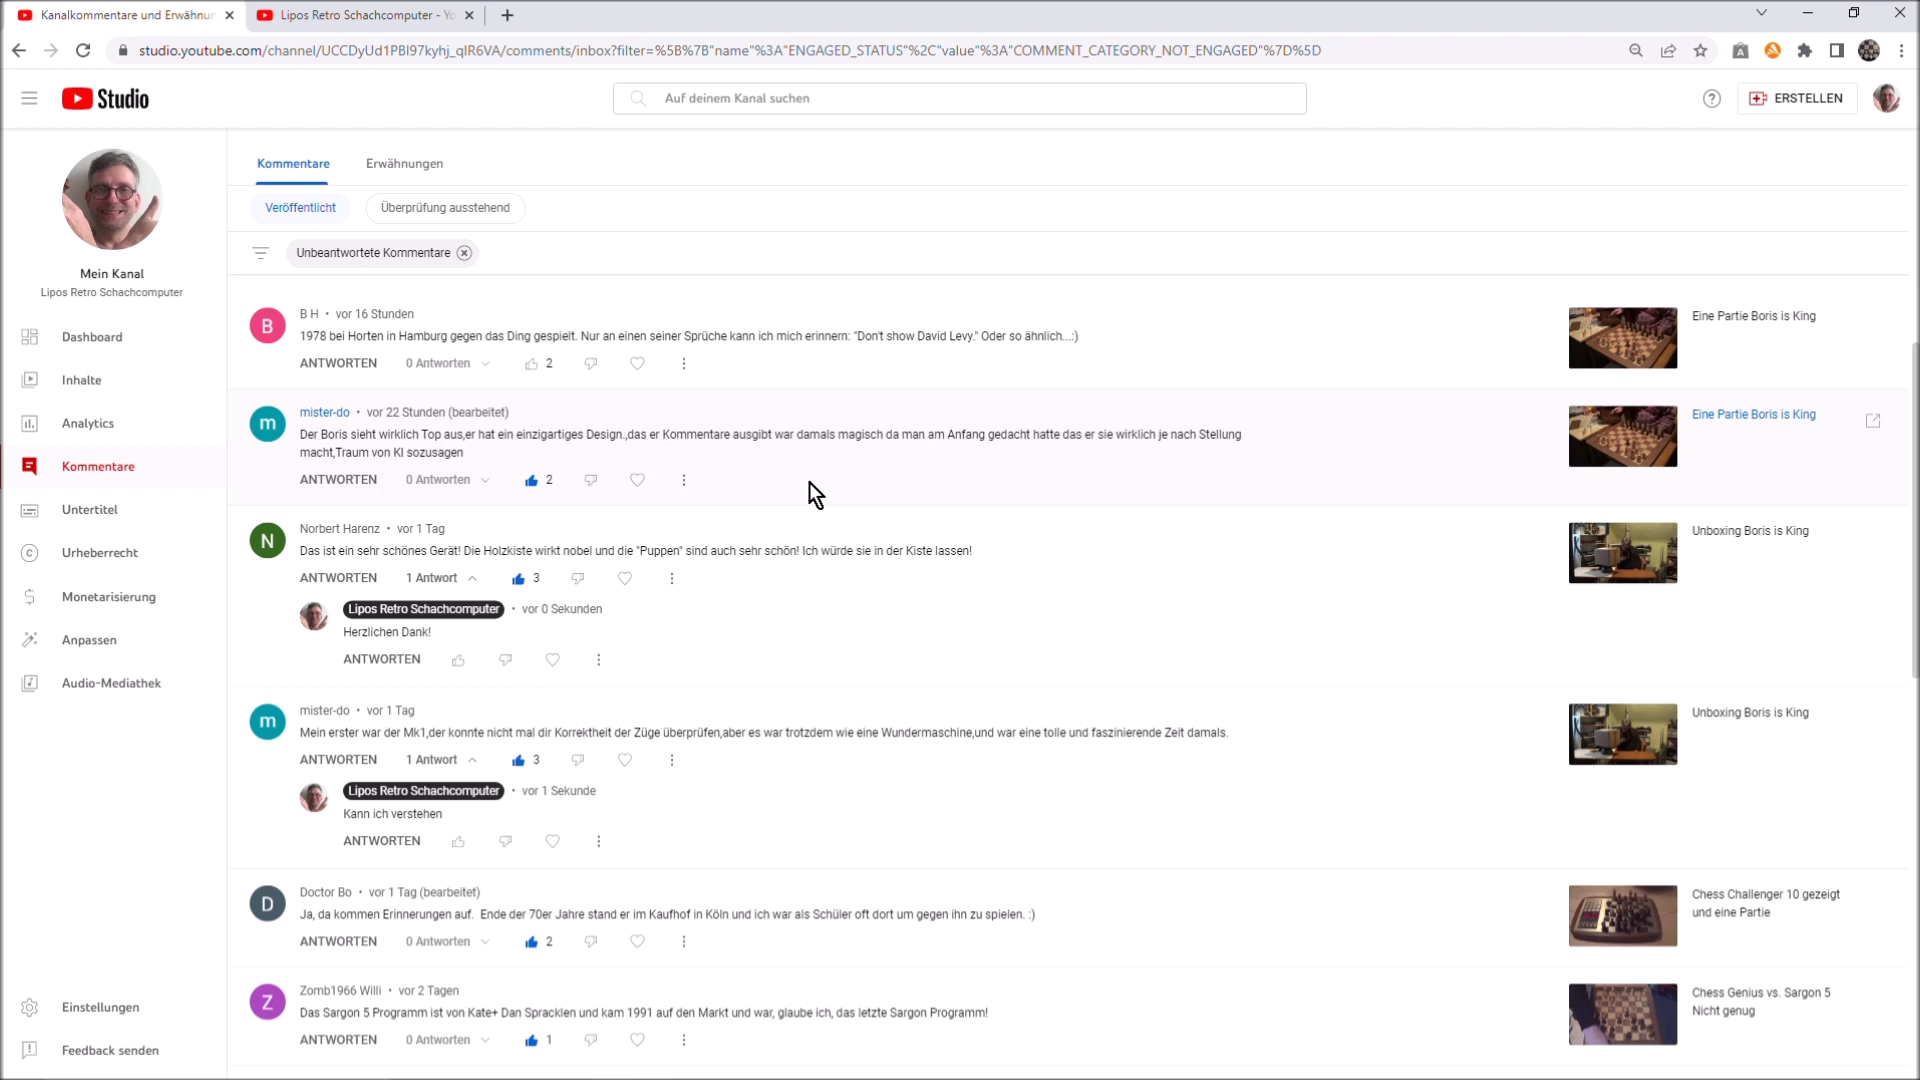 Kanalkommentare und Erwähnun
Lipos Retro Schachcomputer - Yo
studio.youtube.com/channel/UCCDyUd1PBI97kyhj_qIR6VA/comments/inbox?filter=%5B%7B"name"%3A"ENGAGED_STATUS"%2C"value"%3A"COMMENT_CATEGORY_NOT_ENGAGED"%7D%5D
Studio
Auf deinem Kanal suchen
ERSTELLEN
Mein Kanal
Lipos Retro Schachcomputer
Dashboard
Inhalte
Analytics
Kommentare
Untertitel
Urheberrecht
Monetarisierung
Anpassen
Audio-Mediathek
Einstellungen
Feedback senden
Kommentare Erwähnungen
Veröffentlicht Überprüfung ausstehend
Unbeantwortete Kommentare
B
B H • vor 16 Stunden
1978 bei Horten in Hamburg gegen das Ding gespielt. Nur an einen seiner Sprüche kann ich mich erinnern: "Don't show David Levy." Oder so ähnlich...:)
ANTWORTEN 0 Antworten 2
Eine Partie Boris is King
m
mister-do • vor 22 Stunden (bearbeitet)
Der Boris sieht wirklich Top aus,er hat ein einzigartiges Design.,das er Kommentare ausgibt war damals magisch da man am Anfang gedacht hatte das er sie wirklich je nach Stellung
macht,Traum von KI sozusagen
ANTWORTEN 0 Antworten 2
Eine Partie Boris is King
N
Norbert Harenz • vor 1 Tag
Das ist ein sehr schönes Gerät! Die Holzkiste wirkt nobel und die "Puppen" sind auch sehr schön! Ich würde sie in der Kiste lassen!
ANTWORTEN 1 Antwort 3
Unboxing Boris is King
Lipos Retro Schachcomputer • vor 0 Sekunden
Herzlichen Dank!
ANTWORTEN
m
mister-do • vor 1 Tag
Mein erster war der Mk1,der konnte nicht mal dir Korrektheit der Züge überprüfen,aber es war trotzdem wie eine Wundermaschine,und war eine tolle und faszinierende Zeit damals.
ANTWORTEN 1 Antwort 3
Unboxing Boris is King
Lipos Retro Schachcomputer • vor 1 Sekunde
Kann ich verstehen
ANTWORTEN
D
Doctor Bo • vor 1 Tag (bearbeitet)
Ja, da kommen Erinnerungen auf. Ende der 70er Jahre stand er im Kaufhof in Köln und ich war als Schüler oft dort um gegen ihn zu spielen. :)
ANTWORTEN 0 Antworten 2
Chess Challenger 10 gezeigt
und eine Partie
Z
Zomb1966 Willi • vor 2 Tagen
Das Sargon 5 Programm ist von Kate+ Dan Spracklen und kam 1991 auf den Markt und war, glaube ich, das letzte Sargon Programm!
ANTWORTEN 0 Antworten 1
Chess Genius vs. Sargon 5
Nicht genug